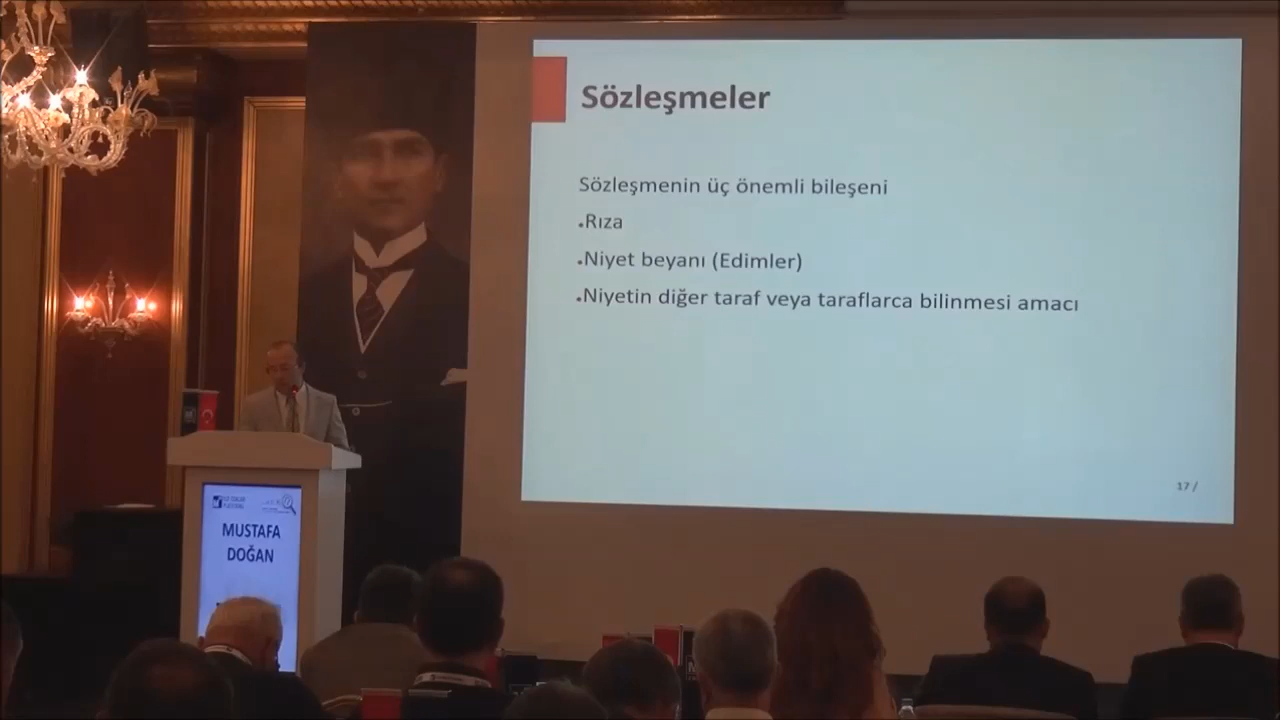 Sözleşmeler
Sözleşmenin üç önemli bileşeni
•Rıza
•Niyet beyanı (Edimler)
•Niyetin diğer taraf veya taraflarca bilinmesi amacı
17 /
MUSTAFA
DOĞAN